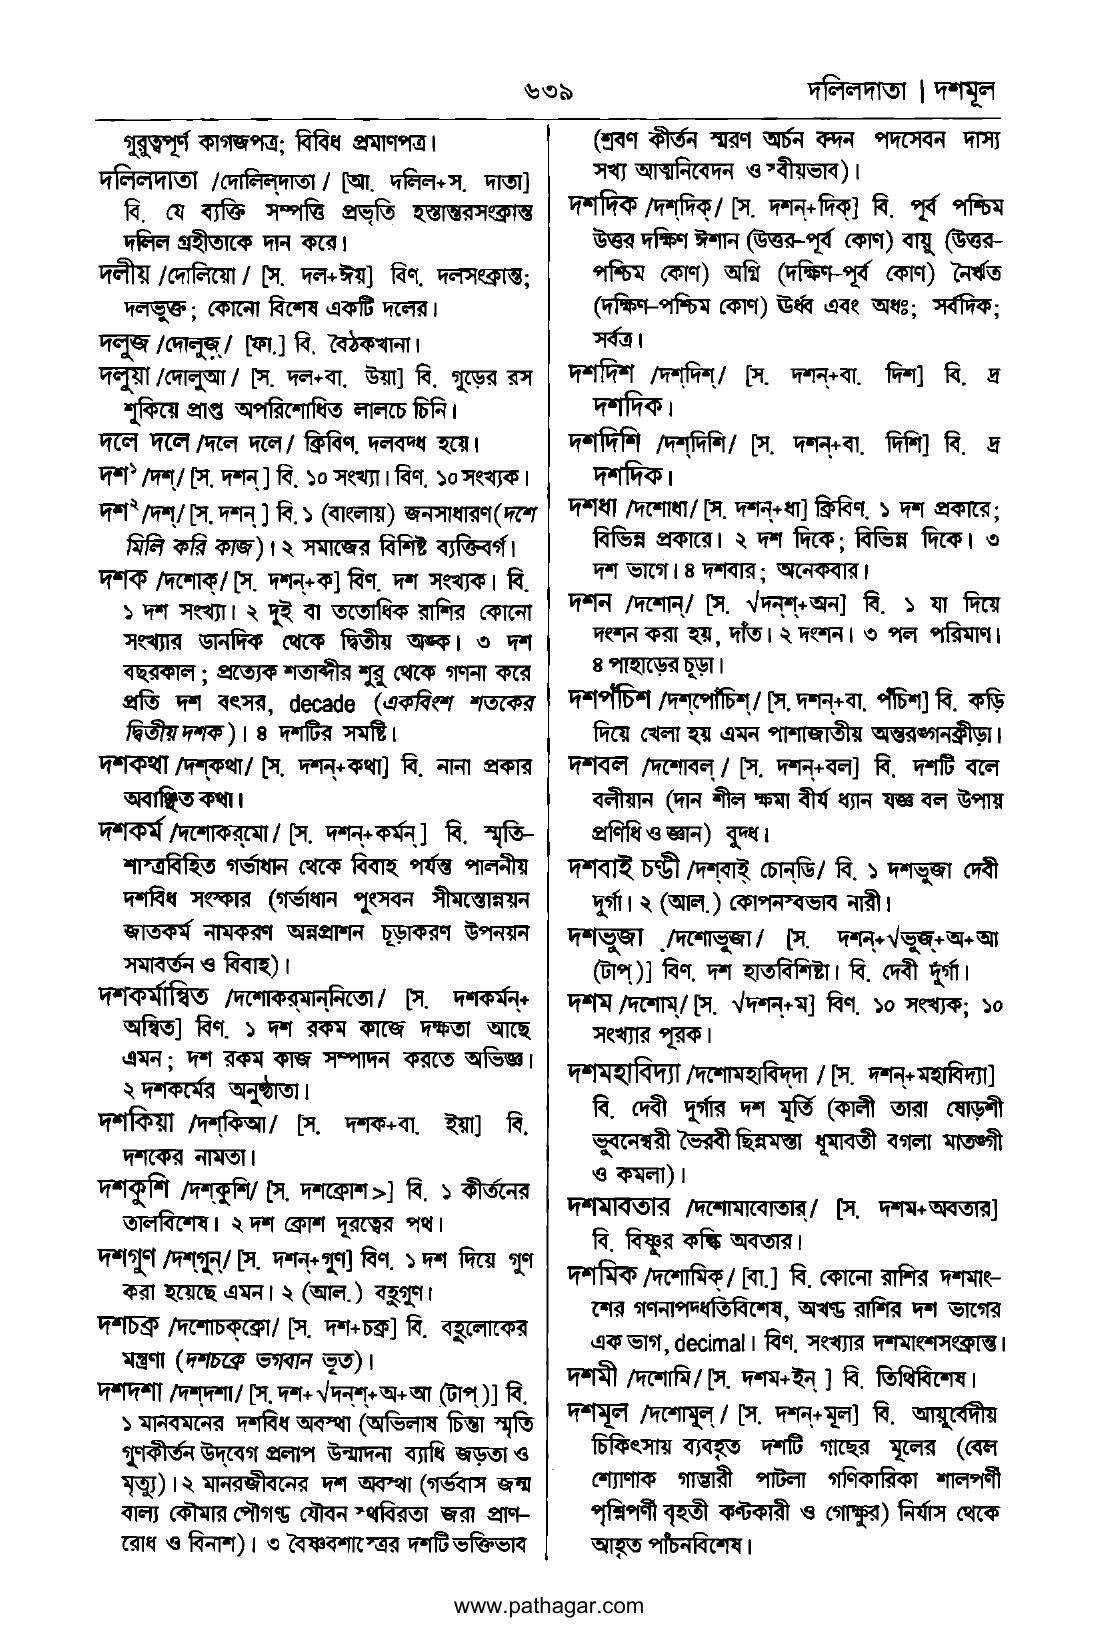 ৬৩৯
দলিলদাতা | দশমূল
গুরুত্বপূর্ণ কাগজপত্র; বিবিধ প্রমাণপত্র।
দলিলদাতা /দোলিল্‌দাতা / [আ. দলিল+স. দাতা]
বি. যে ব্যক্তি সম্পত্তি প্রভৃতি হস্তান্তরসংক্রান্ত
দলিল গ্রহীতাকে দান করে।
দলীয় /দোলিয়ো / [স. দল+ঈয়] বিণ. দলসংক্রান্ত;
দলভুক্ত ; কোনো বিশেষ একটি দলের।
দলুজ /দোলুজ্‌ / [ফা.] বি. বৈঠকখানা।
দলুয়া /দোলুআ / [স. দল+বা. উয়া] বি. গুড়ের রস
শুকিয়ে প্রাপ্ত অপরিশোধিত লালচে চিনি।
দলে দলে /দলে দলে / ক্রিবিণ. দলবদ্ধ হয়ে।
দশ১ /দশ্‌/ [স. দশন্‌ ] বি. ১০ সংখ্যা। বিণ. ১০ সংখ্যক।
দশ২ /দশ্‌/ [স. দশন্‌ ] বি. ১ (বাংলায়) জনসাধারণ(দশে
মিলি করি কাজ)। ২ সমাজের বিশিষ্ট ব্যক্তিবর্গ।
দশক /দশোক্‌/ [স. দশন্‌+ক] বিণ. দশ সংখ্যক। বি.
১ দশ সংখ্যা। ২ দুই বা ততোধিক রাশির কোনো
সংখ্যার ডানদিক থেকে দ্বিতীয় অঙ্ক। ৩ দশ
বছরকাল ; প্রত্যেক শতাব্দীর শুরু থেকে গণনা করে
প্রতি দশ বৎসর, decade (একবিংশ শতকের
দ্বিতীয় দশক)। ৪ দশটির সমষ্টি।
দশকথা /দশ্‌কথা/ [স. দশন্‌+কথা] বি. নানা প্রকার
অবাঞ্ছিত কথা।
দশকর্ম /দশোকর্‌মো / [স. দশন্‌+কর্মন্‌ ] বি. স্মৃতি-
শাস্ত্রবিহিত গর্ভাধান থেকে বিবাহ পর্যন্ত পালনীয়
দশবিধ সংস্কার (গর্ভাধান পুংসবন সীমন্তোন্নয়ন
জাতকর্ম নামকরণ অন্নপ্রাশন চূড়াকরণ উপনয়ন
সমাবর্তন ও বিবাহ)।
দশকর্মান্বিত /দশোকর্‌মান্‌নিতো / [স. দশকর্মন্‌+
অন্বিত] বিণ. ১ দশ রকম কাজে দক্ষতা আছে
এমন ; দশ রকম কাজ সম্পাদন করতে অভিজ্ঞ।
২ দশকর্মের অনুষ্ঠাতা।
দশকিয়া /দশ্‌কিআ/ [স. দশক+বা. ইয়া] বি.
দশকের নামতা।
দশকুশি /দশ্‌কুশি/ [স. দশক্রোশ >] বি. ১ কীর্তনের
তালবিশেষ। ২ দশ ক্রোশ দূরত্বের পথ।
দশগুণ /দশ্‌গুন্‌/ [স. দশন্‌+গুণ] বিণ. ১ দশ দিয়ে গুণ
করা হয়েছে এমন। ২ (আল.) বহুগুণ।
দশচক্র /দশোচক্‌ক্রো/ [স. দশ+চক্র] বি. বহুলোকের
মন্ত্রণা (দশচক্রে ভগবান ভূত)।
দশদশা /দশ্‌দশা/ [স. দশ+√দন্‌শ্‌+অ+আ (টাপ্‌)] বি.
১ মানবমনের দশবিধ অবস্থা (অভিলাষ চিন্তা স্মৃতি
গুণকীর্তন উদ্‌বেগ প্রলাপ উন্মাদনা ব্যাধি জড়তা ও
মৃত্যু)। ২ মানবজীবনের দশ অবস্থা (গর্ভবাস জন্ম
বাল্য কৌমার পৌগণ্ড যৌবন স্থবিরতা জরা প্রাণ-
রোধ ও বিনাশ)। ৩ বৈষ্ণবশাস্ত্রের দশটি ভক্তিভাব
(শ্রবণ কীর্তন স্মরণ অর্চন বন্দন পদসেবন দাস্য
সখ্য আত্মনিবেদন ও স্বীয়ভাব)।
দশদিক /দশ্‌দিক্‌/ [স. দশন্‌+দিক] বি. পূর্ব পশ্চিম
উত্তর দক্ষিণ ঈশান (উত্তর-পূর্ব কোণ) বায়ু (উত্তর-
পশ্চিম কোণ) অগ্নি (দক্ষিণ-পূর্ব কোণ) নৈর্ঋত
(দক্ষিণ-পশ্চিম কোণ) ঊর্ধ্ব এবং অধঃ; সর্বদিক;
সর্বত্র।
দশদিশ /দশ্‌দিশ্‌/ [স. দশন্‌+বা. দিশ] বি. দ্র
দশদিক।
দশদিশি /দশ্‌দিশি/ [স. দশন্‌+বা. দিশি] বি. দ্র
দশদিক।
দশধা /দশোধা/ [স. দশন্‌+ধা] ক্রিবিণ. ১ দশ প্রকারে;
বিভিন্ন প্রকারে। ২ দশ দিকে ; বিভিন্ন দিকে। ৩
দশ ভাগে। ৪ দশবার ; অনেকবার।
দশন /দশোন্‌/ [স. √দন্‌শ্‌+অন] বি. ১ যা দিয়ে
দংশন করা হয়, দাঁত। ২ দংশন। ৩ পল পরিমাণ।
৪ পাহাড়ের চূড়া।
দশপঁচিশ /দশ্‌পোঁচিশ্‌/ [স. দশন্‌+বা. পঁচিশ] বি. কড়ি
দিয়ে খেলা হয় এমন পাশাজাতীয় অন্তরঙ্গনক্রীড়া।
দশবল /দশোবল্‌ / [স. দশন্‌+বল] বি. দশটি বলে
বলীয়ান (দান শীল ক্ষমা বীর্য ধ্যান যজ্ঞ বল উপায়
প্রণিধি ও জ্ঞান) বুদ্ধ।
দশবাই চণ্ডী /দশ্‌বাই্‌ চোন্‌ডি/ বি. ১ দশভুজা দেবী
দুর্গা। ২ (আল.) কোপনস্বভাব নারী।
দশভুজা /দশোভুজা / [স. দশন্‌+√ভুজ্‌+অ+আ
(টাপ্‌)] বিণ. দশ হাতবিশিষ্টা। বি. দেবী দুর্গা।
দশম /দশোম্‌/ [স. √দশন্‌+ম] বিণ. ১০ সংখ্যক; ১০
সংখ্যার পূরক।
দশমহাবিদ্যা /দশোমহাবিদ্‌দা / [স. দশন্‌+মহাবিদ্যা]
বি. দেবী দুর্গার দশ মূর্তি (কালী তারা ষোড়শী
ভুবনেশ্বরী ভৈরবী ছিন্নমস্তা ধূমাবতী বগলা মাতঙ্গী
ও কমলা)।
দশমাবতার /দশোমাবোতার্‌/ [স. দশম+অবতার]
বি. বিষ্ণুর কল্কি অবতার।
দশমিক /দশোমিক্‌ / [বা.] বি. কোনো রাশির দশমাং-
শের গণনাপদ্ধতিবিশেষ, অখণ্ড রাশির দশ ভাগের
এক ভাগ, decimal। বিণ. সংখ্যার দশমাংশসংক্রান্ত।
দশমী /দশোমি/ [স. দশম+ইন্‌ ] বি. তিথিবিশেষ।
দশমূল /দশোমূল্‌ / [স. দশন্‌+মূল] বি. আয়ুর্বেদীয়
চিকিৎসায় ব্যবহৃত দশটি গাছের মূলের (বেল
শ্যোণাক গাম্ভারী পাটলা গণিকারিকা শালপর্ণী
পৃশ্নিপর্ণী বৃহতী কণ্টকারী ও গোক্ষুর) নির্যাস থেকে
আহৃত পাঁচনবিশেষ।
www.pathagar.com